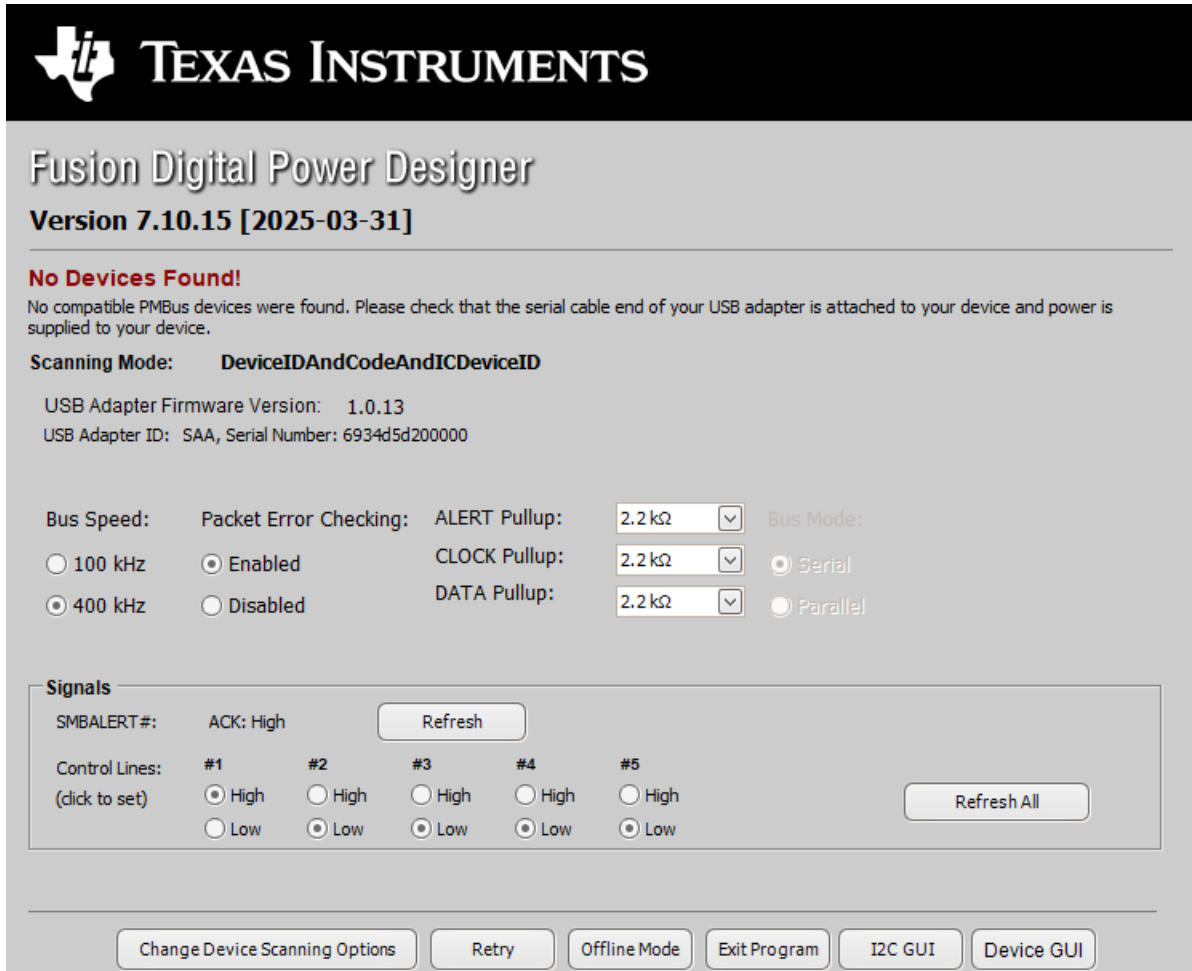 TEXAS INSTRUMENTS
Fusion Digital Power Designer
Version 7.10.15 [2025-03-31]
No Devices Found!
No compatible PMBus devices were found. Please check that the serial cable end of your USB adapter is attached to your device and power is
supplied to your device.
Scanning Mode: DeviceIDAndCodeAndICDeviceID
USB Adapter Firmware Version: 1.0.13
USB Adapter ID: SAA, Serial Number: 6934d5d200000
Bus Speed: Packet Error Checking: ALERT Pullup: 2.2 kΩ Bus Mode:
100 kHz Enabled CLOCK Pullup: 2.2 kΩ Serial
400 kHz Disabled DATA Pullup: 2.2 kΩ Parallel
Signals
SMBALERT#: ACK: High Refresh
Control Lines: #1 #2 #3 #4 #5
(click to set) High High High High High Refresh All
Low Low Low Low Low
Change Device Scanning Options Retry Offline Mode Exit Program I2C GUI Device GUI